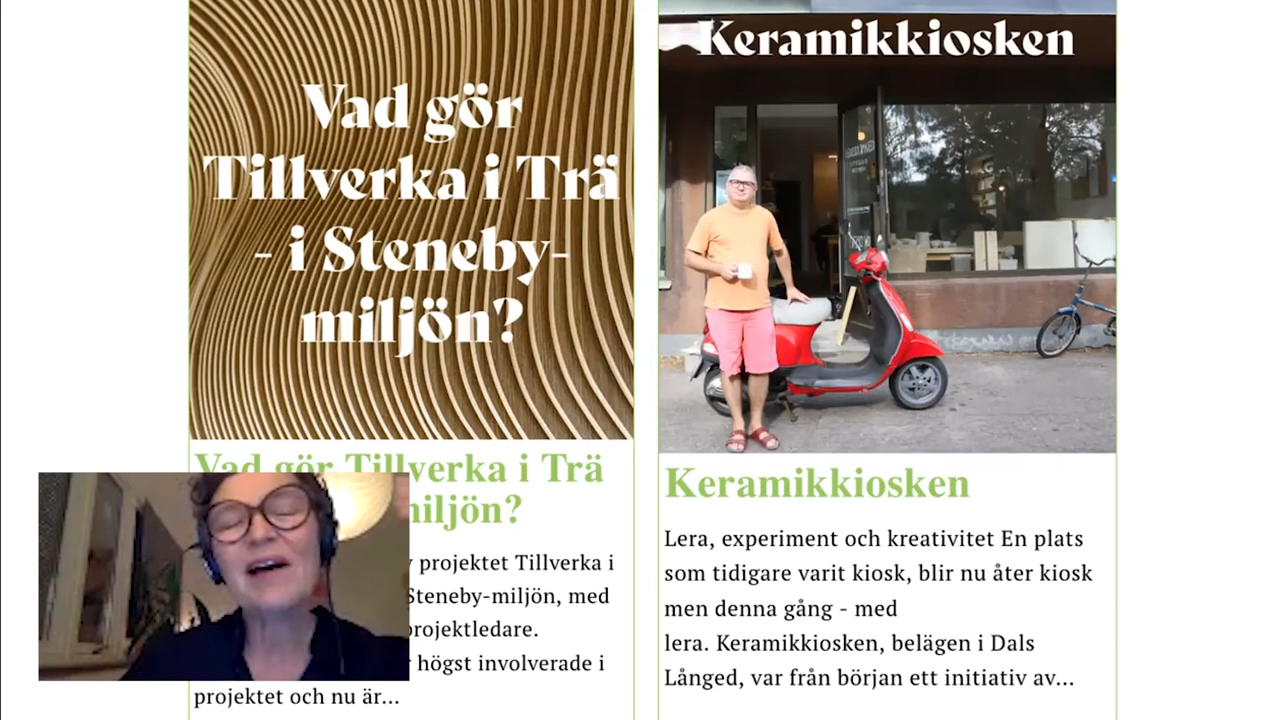 Vad gör
Tillverka i Trä
- i Steneby-
miljön?
Vad gör Tillverka i Trä
miljön?
projektet Tillverka i
Steneby-miljön, med
projektledare.
högst involverade i
projektet och nu är...
Keramikkiosken
Keramikkiosken
Lera, experiment och kreativitet En plats
som tidigare varit kiosk, blir nu åter kiosk
men denna gång - med
lera. Keramikkiosken, belägen i Dals
Långed, var från början ett initiativ av...